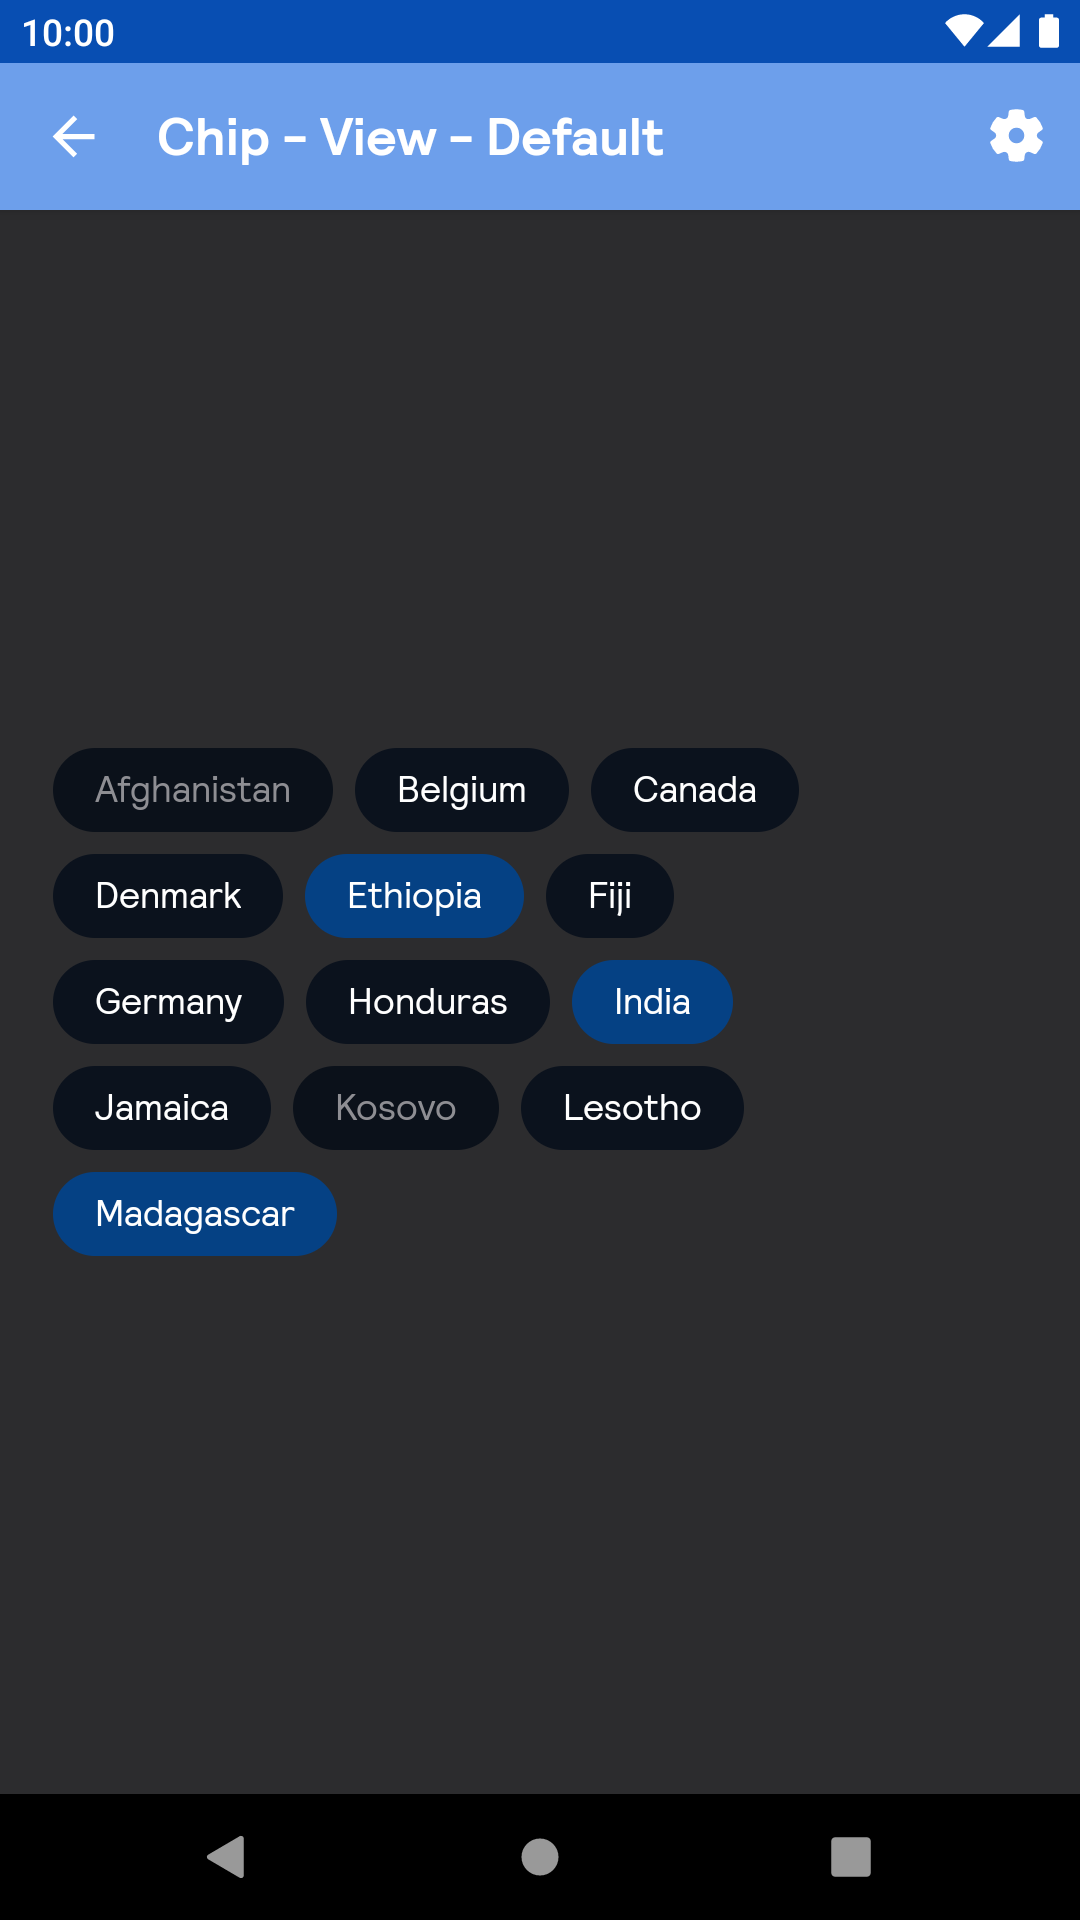 10:00
Chip - View - Default
Afghanistan Belgium Canada
Denmark Ethiopia Fiji
Germany Honduras India
Jamaica Kosovo Lesotho
Madagascar